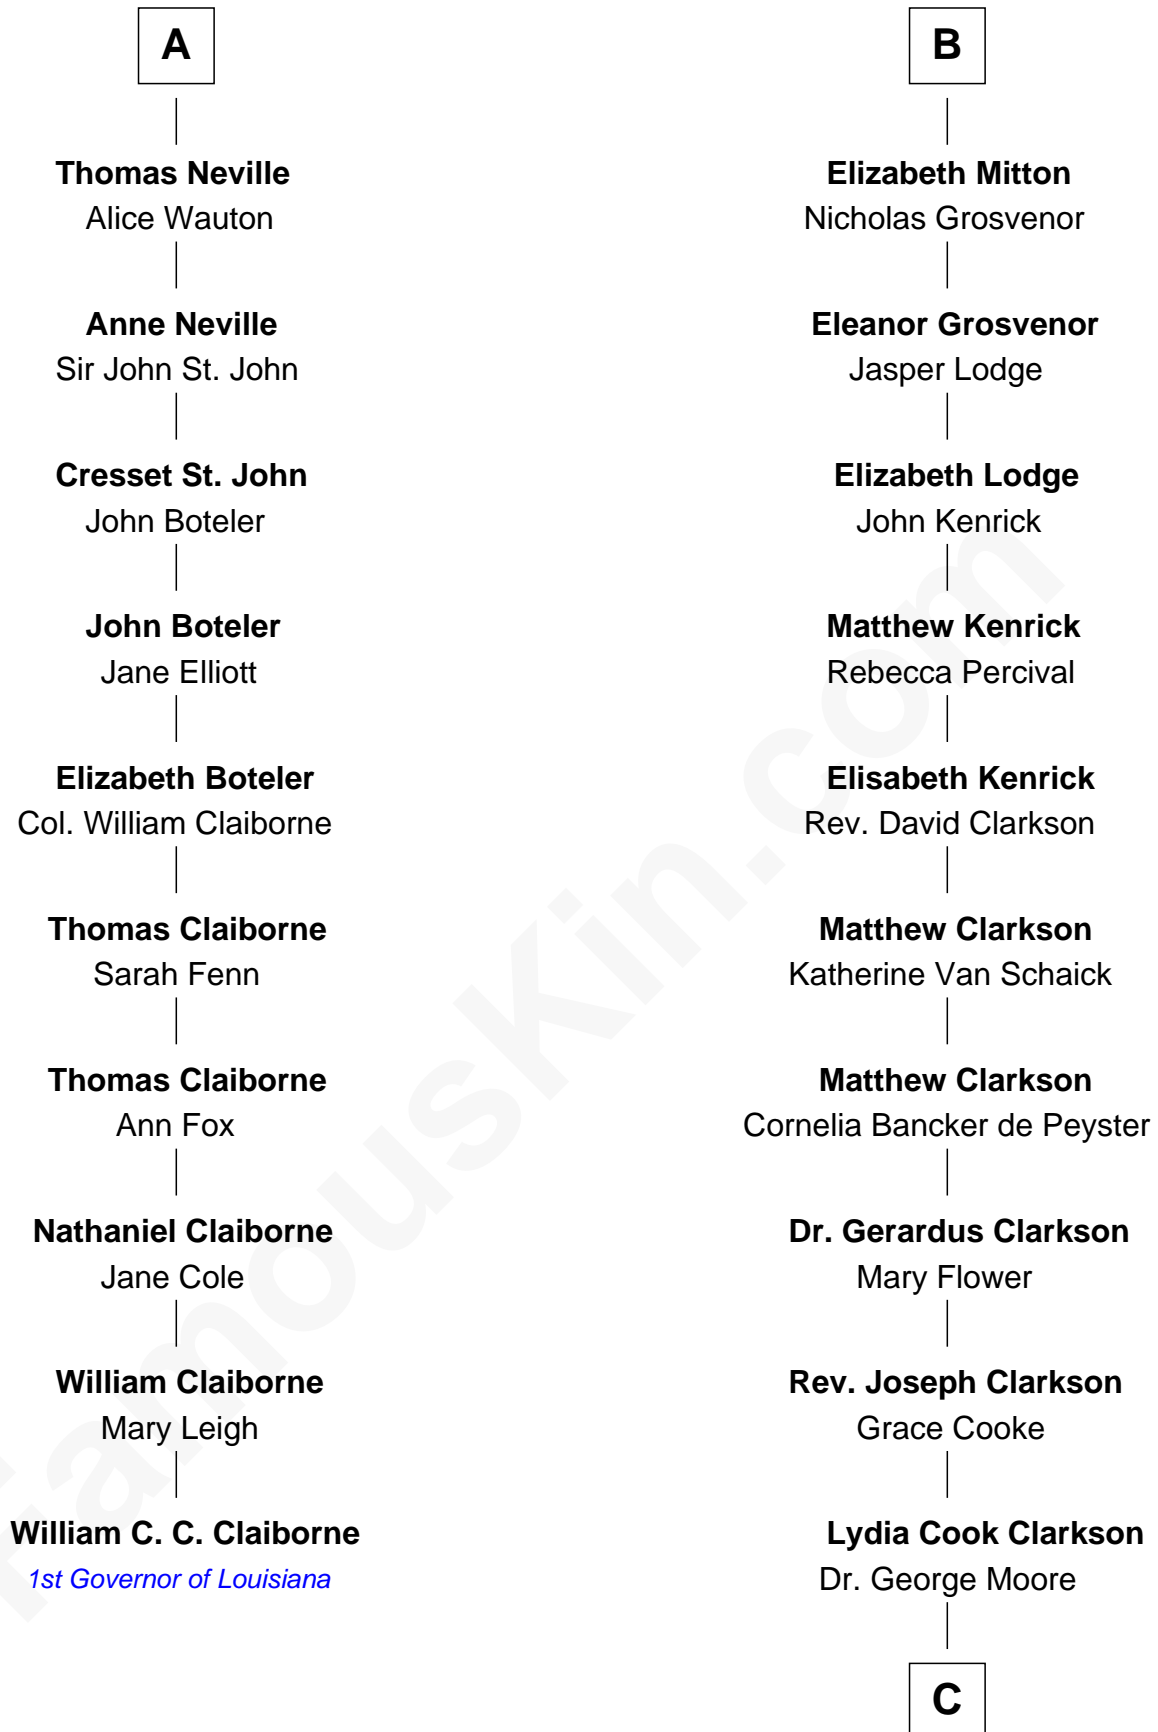 A
Thomas Neville
Alice Wauton
Anne Neville
Sir John St. John
Cresset St. John
John Boteler
John Boteler
Jane Elliott
Elizabeth Boteler
Col. William Claiborne
Thomas Claiborne
Sarah Fenn
Thomas Claiborne
Ann Fox
Nathaniel Claiborne
Jane Cole
William Claiborne
Mary Leigh
William C. C. Claiborne
1st Governor of Louisiana
B
Elizabeth Mitton
Nicholas Grosvenor
Eleanor Grosvenor
Jasper Lodge
Elizabeth Lodge
John Kenrick
Matthew Kenrick
Rebecca Percival
Elisabeth Kenrick
Rev. David Clarkson
Matthew Clarkson
Katherine Van Schaick
Matthew Clarkson
Cornelia Bancker de Peyster
Dr. Gerardus Clarkson
Mary Flower
Rev. Joseph Clarkson
Grace Cooke
Lydia Cook Clarkson
Dr. George Moore
C
FamousKin.com